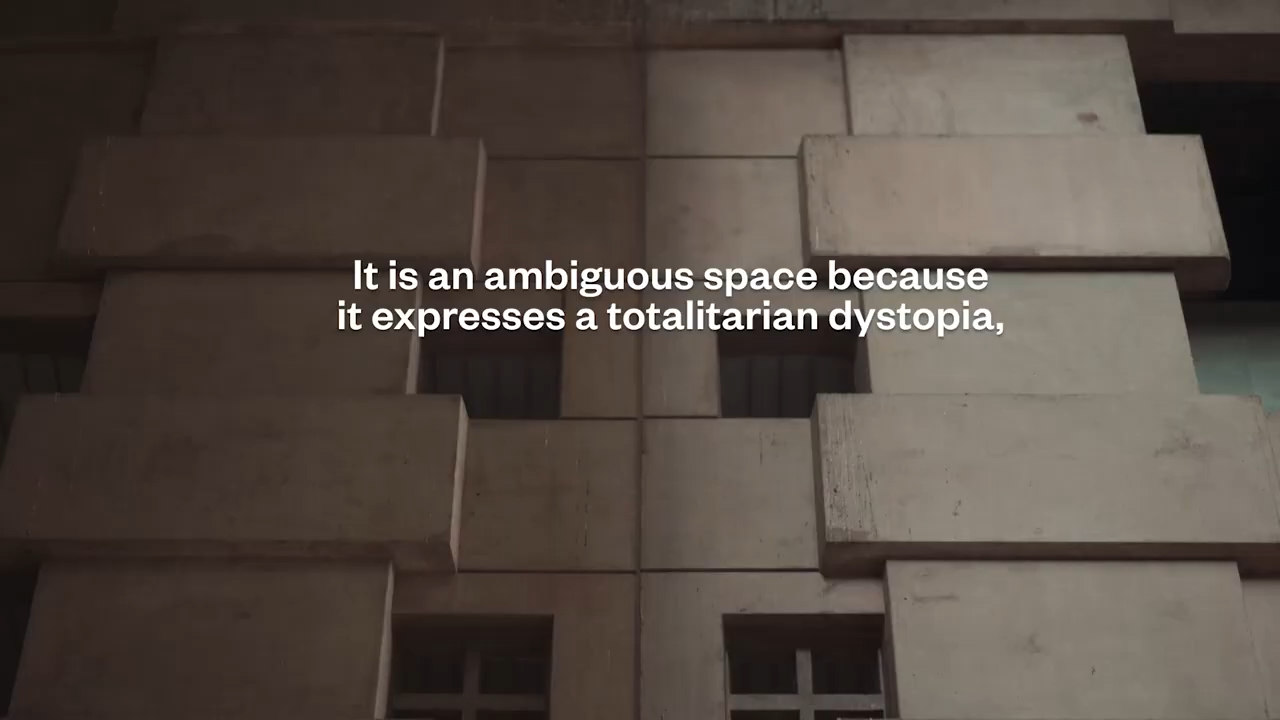 It is an ambiguous space because
it expresses a totalitarian dystopia,